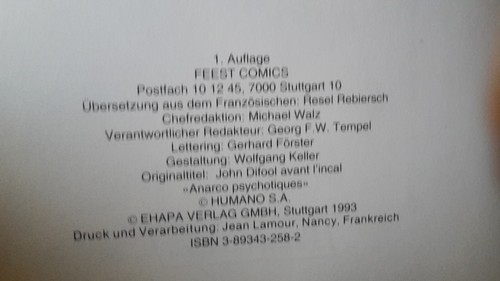 1. Auflage
FEEST COMICS
Postfach 10 12 45, 7000 Stuttgart 10
Übersetzung aus dem Französischen: Resel Rebiersch
Chefredaktion: Michael Walz
Verantwortlicher Redakteur: Georg F.W. Tempel
Lettering: Gerhard Förster
Gestaltung: Wolfgang Keller
Originaltitel: John Difool avant l'incal
«Anarco psychotiques»
© HUMANO S.A.
© EHAPA VERLAG GMBH, Stuttgart 1993
Druck und Verarbeitung: Jean Lamour, Nancy, Frankreich
ISBN 3-89343-258-2